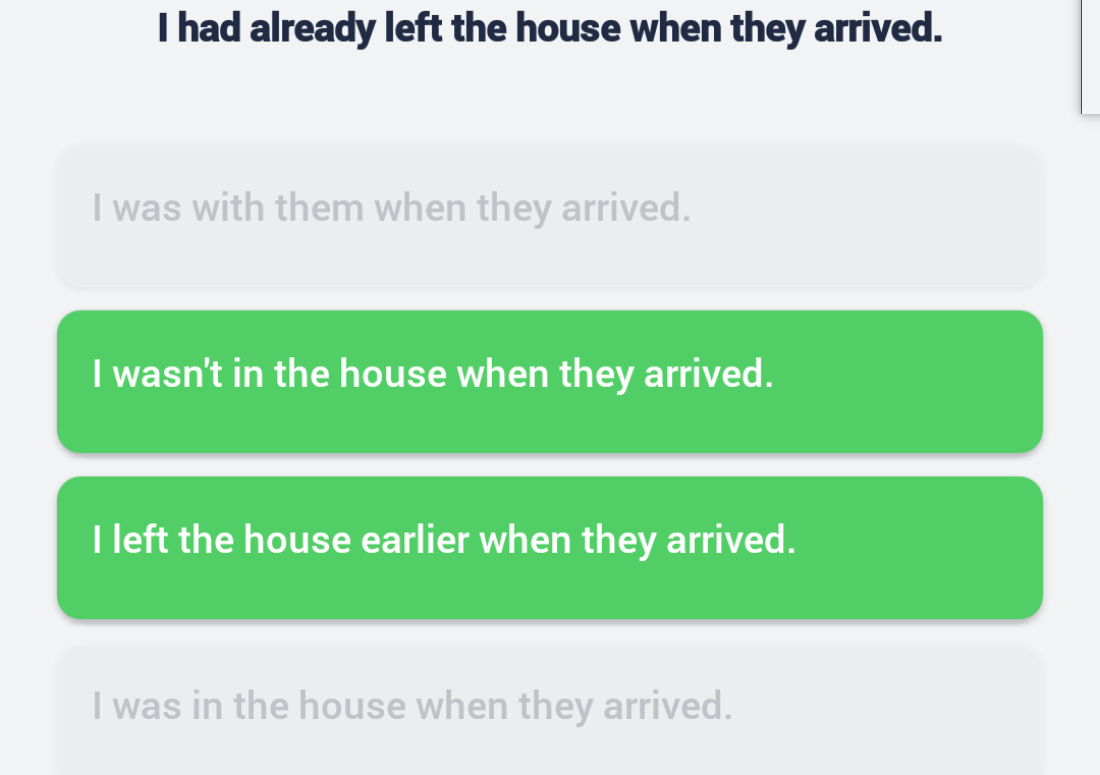 I had already left the house when they arrived.
I was with them when they arrived.
I wasn't in the house when they arrived.
I left the house earlier when they arrived.
I was in the house when they arrived.